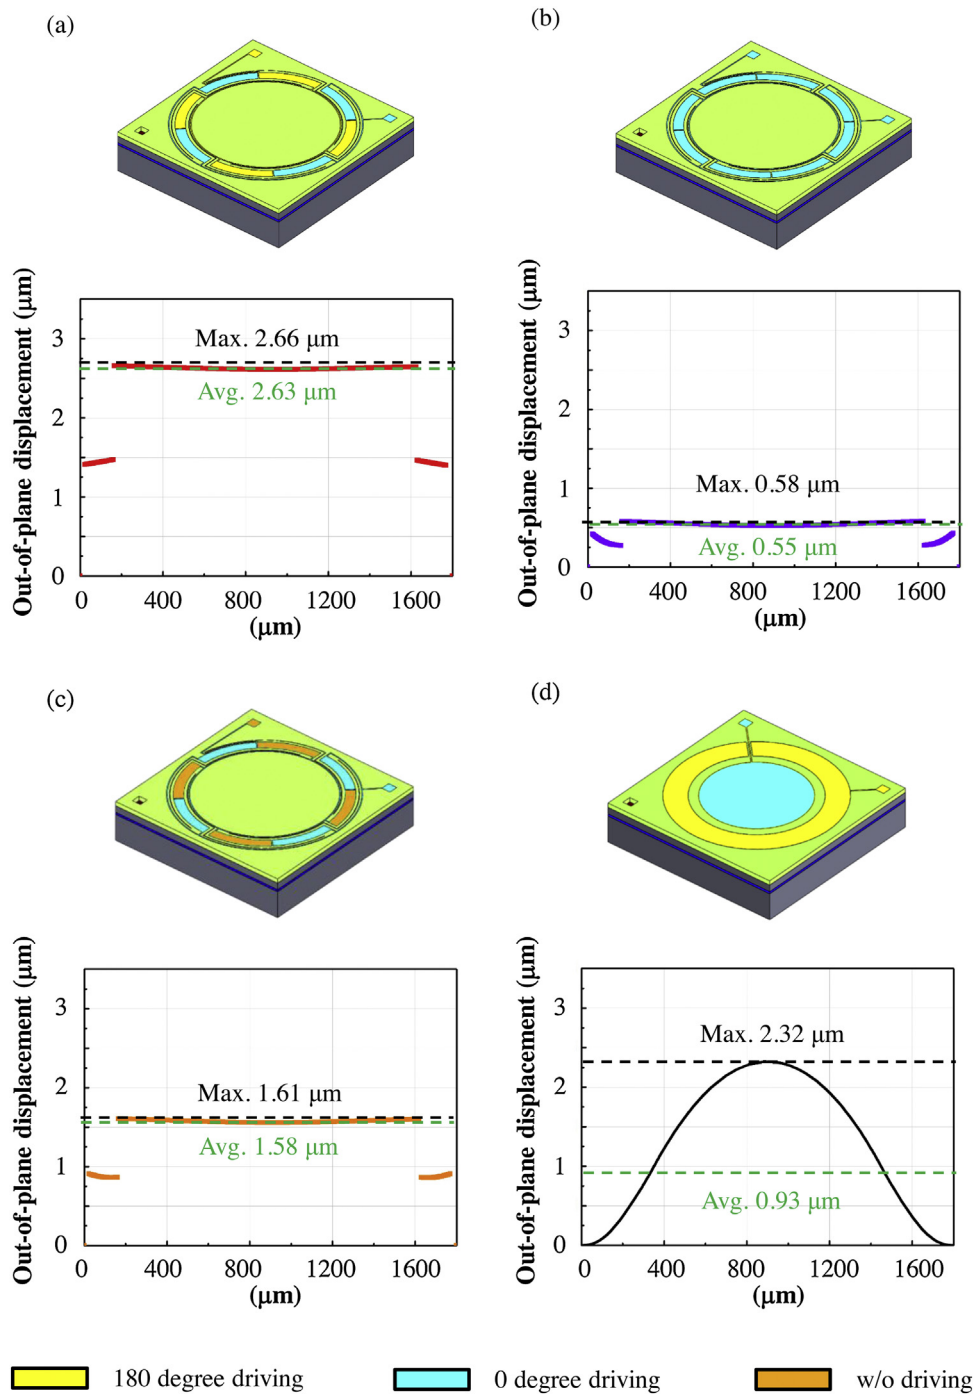 (a)
(b)
Out-of-plane displacement (μm)
3
2
1
0
Max. 2.66 μm
Avg. 2.63 μm
0 400 800 1200 1600
(μm)
Out-of-plane displacement (μm)
3
2
1
0
Max. 0.58 μm
Avg. 0.55 μm
0 400 800 1200 1600
(μm)
(c)
(d)
Out-of-plane displacement (μm)
3
2
1
0
Max. 1.61 μm
Avg. 1.58 μm
0 400 800 1200 1600
(μm)
Out-of-plane displacement (μm)
3
2
1
0
Max. 2.32 μm
Avg. 0.93 μm
0 400 800 1200 1600
(μm)
180 degree driving
0 degree driving
w/o driving